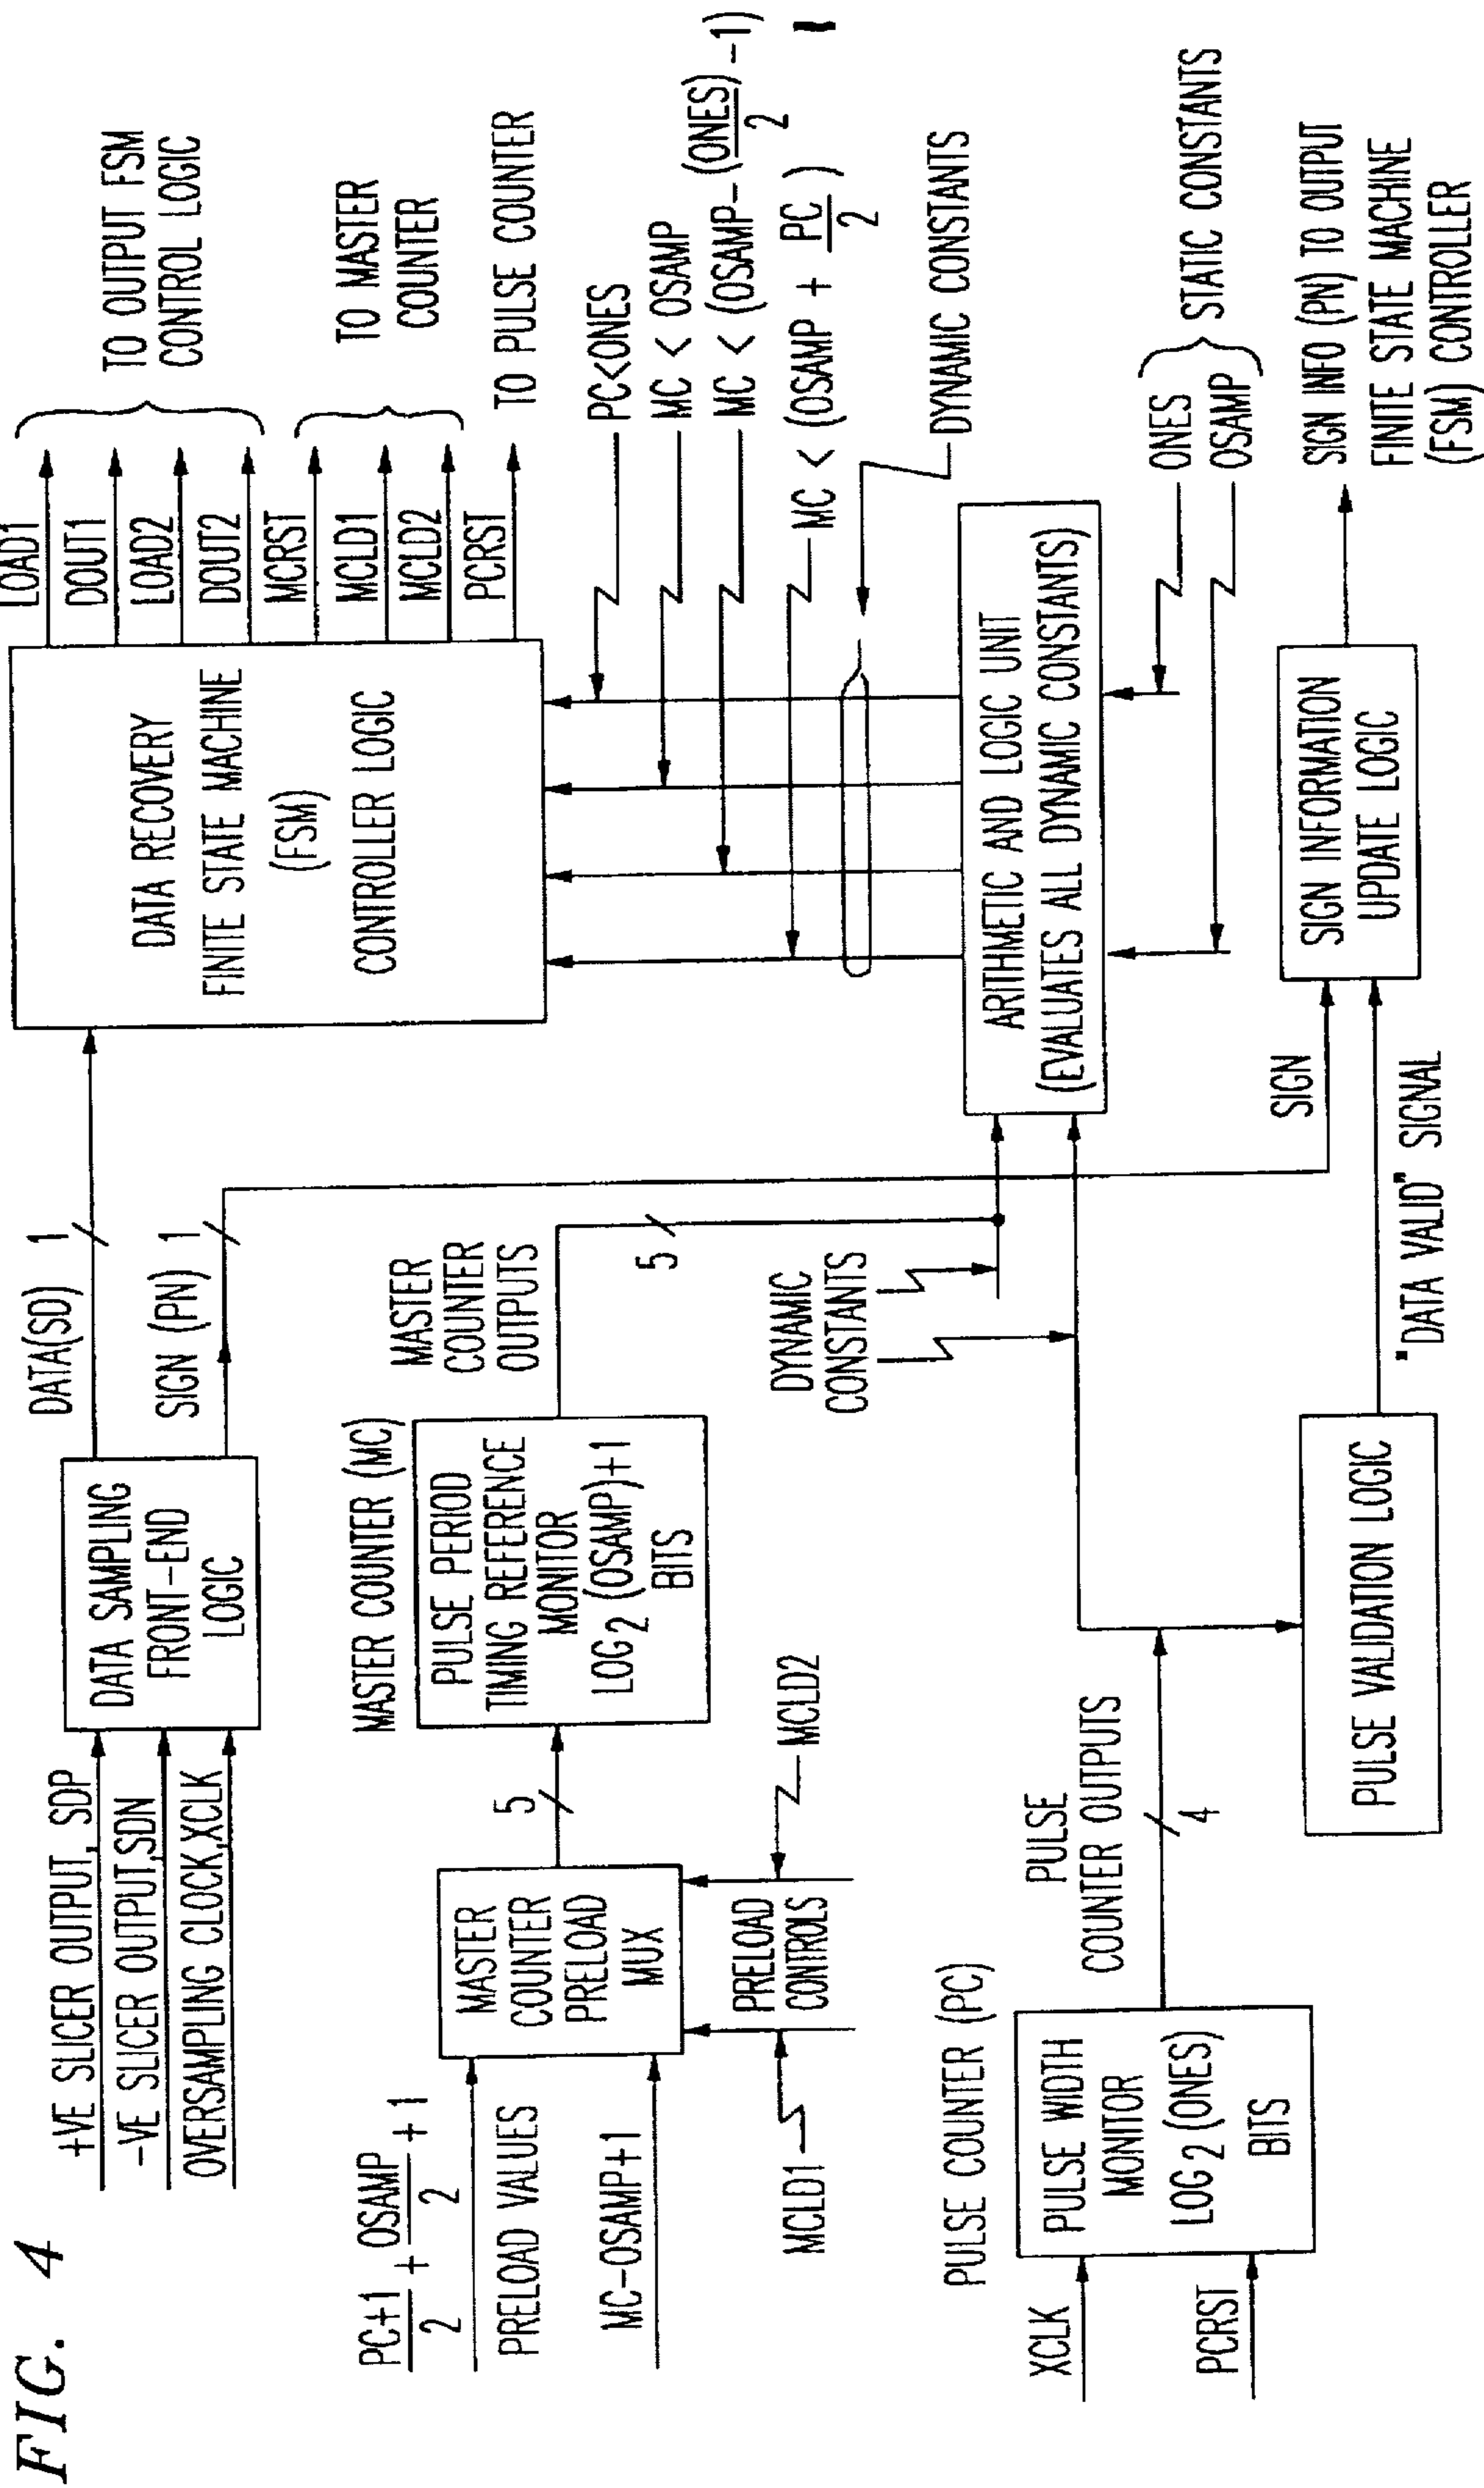 FIG. 4
+VE SLICER OUTPUT, SDP
-VE SLICER OUTPUT,SDN
OVERSAMPLING CLOCK,XCLK
DATA SAMPLING
FRONT-END
LOGIC
DATA(SD) 1
SIGN (PN) 1
DATA RECOVERY
FINITE STATE MACHINE
(FSM)
CONTROLLER LOGIC
LOAD1
DOUT1
LOAD2
DOUT2
MCRST
MCLD1
MCLD2
PCRST
TO OUTPUT FSM
CONTROL LOGIC
TO MASTER
COUNTER
TO PULSE COUNTER
PC<ONES
MC < OSAMP
MC < (OSAMP- (ONES)/2 -1)
MC < (OSAMP + PC/2 )
DYNAMIC CONSTANTS
PC+1/2 + OSAMP/2 + 1
PRELOAD VALUES
MC-OSAMP+1
MASTER
COUNTER
PRELOAD
MUX
PRELOAD
CONTROLS
MCLD1
MCLD2
5
MASTER COUNTER (MC)
PULSE PERIOD
TIMING REFERENCE
MONITOR
LOG2 (OSAMP)+1
BITS
MASTER
COUNTER
OUTPUTS
5
DYNAMIC
CONSTANTS
ARITHMETIC AND LOGIC UNIT
(EVALUATES ALL DYNAMIC CONSTANTS)
ONES
OSAMP
STATIC CONSTANTS
PULSE COUNTER (PC)
XCLK
PCRST
PULSE WIDTH
MONITOR
LOG2 (ONES)
BITS
PULSE
COUNTER OUTPUTS
4
PULSE VALIDATION LOGIC
"DATA VALID" SIGNAL
SIGN
SIGN INFORMATION
UPDATE LOGIC
SIGN INFO (PN) TO OUTPUT
FINITE STATE MACHINE
(FSM) CONTROLLER